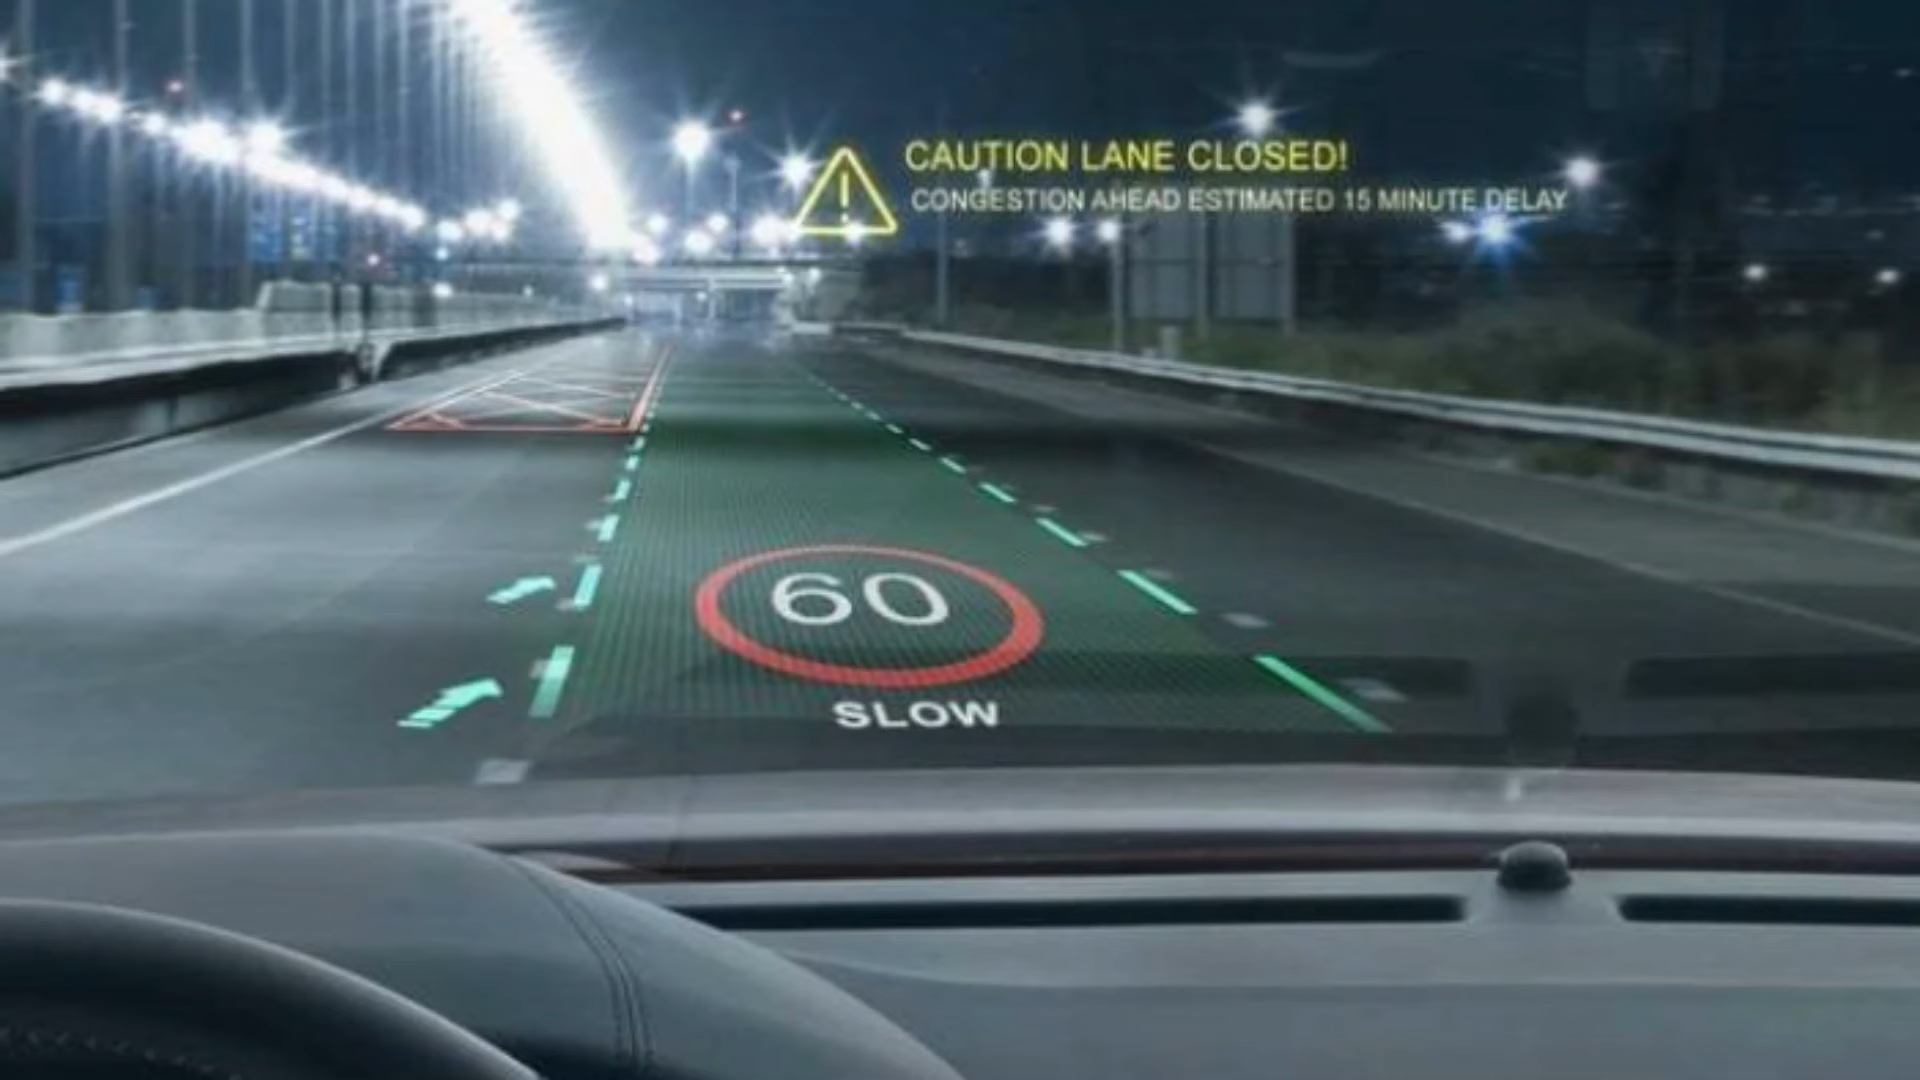 CAUTION LANE CLOSED!
CONGESTION AHEAD ESTIMATED 15 MINUTE DELAY
60
SLOW